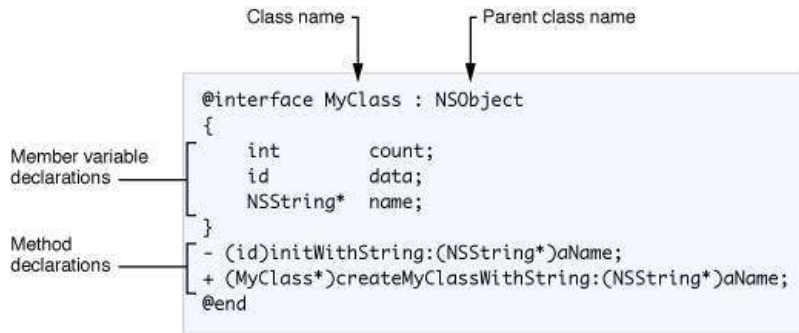 Class name Parent class name
@interface MyClass : NSObject
{
Member variable declarations
int count;
id data;
NSString* name;
}
Method declarations
- (id)initWithString:(NSString*)aName;
+ (MyClass*)createMyClassWithString:(NSString*)aName;
@end